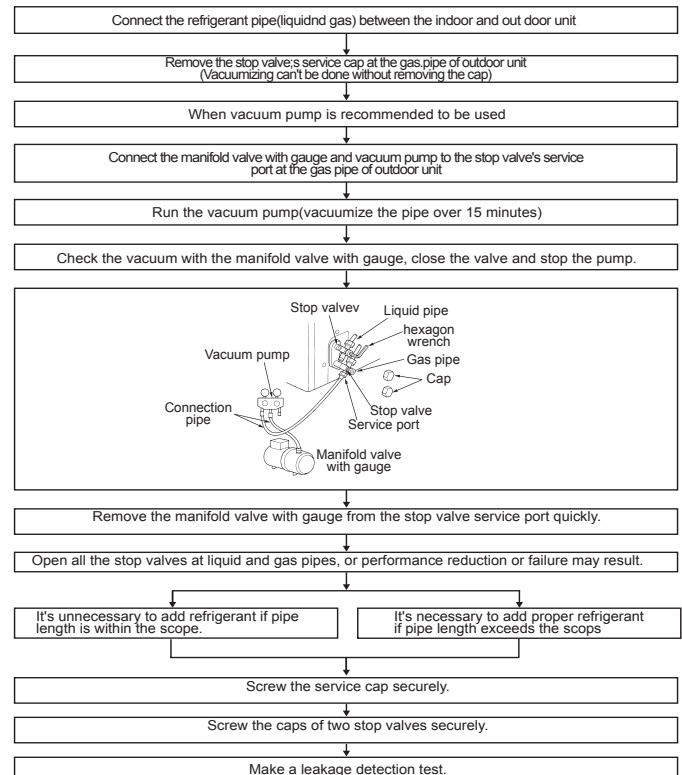 Connect the refrigerant pipe(liquidnd gas) between the indoor and out door unit
Remove the stop valve;s service cap at the gas.pipe of outdoor unit
(Vacuumizing can't be done without removing the cap)
When vacuum pump is recommended to be used
Connect the manifold valve with gauge and vacuum pump to the stop valve's service
port at the gas pipe of outdoor unit
Run the vacuum pump(vacuumize the pipe over 15 minutes)
Check the vacuum with the manifold valve with gauge, close the valve and stop the pump.
Stop valvev
Liquid pipe
hexagon
wrench
Vacuum pump
Gas pipe
Cap
Connection
pipe
Stop valve
Service port
Manifold valve
with gauge
Remove the manifold valve with gauge from the stop valve service port quickly.
Open all the stop valves at liquid and gas pipes, or performance reduction or failure may result.
It's unnecessary to add refrigerant if pipe
length is within the scope.
It's necessary to add proper refrigerant
if pipe length exceeds the scops
Screw the service cap securely.
Screw the caps of two stop valves securely.
Make a leakage detection test.